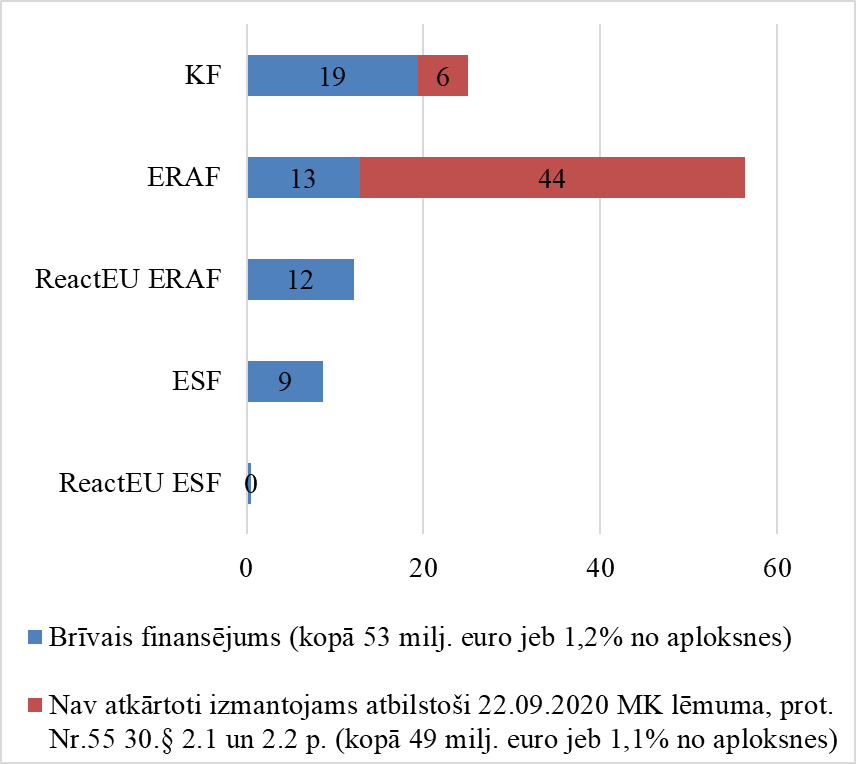 KF 19 6
ERAF 13 44
ReactEU ERAF 12
ESF 9
ReactEU ESF 0
0 20 40 60
Brīvais finansējums (kopā 53 milj. euro jeb 1,2% no aploksnes)
Nav atkārtoti izmantojams atbilstoši 22.09.2020 MK lēmuma, prot.
Nr.55 30.§ 2.1 un 2.2 p. (kopā 49 milj. euro jeb 1,1% no aploksnes)